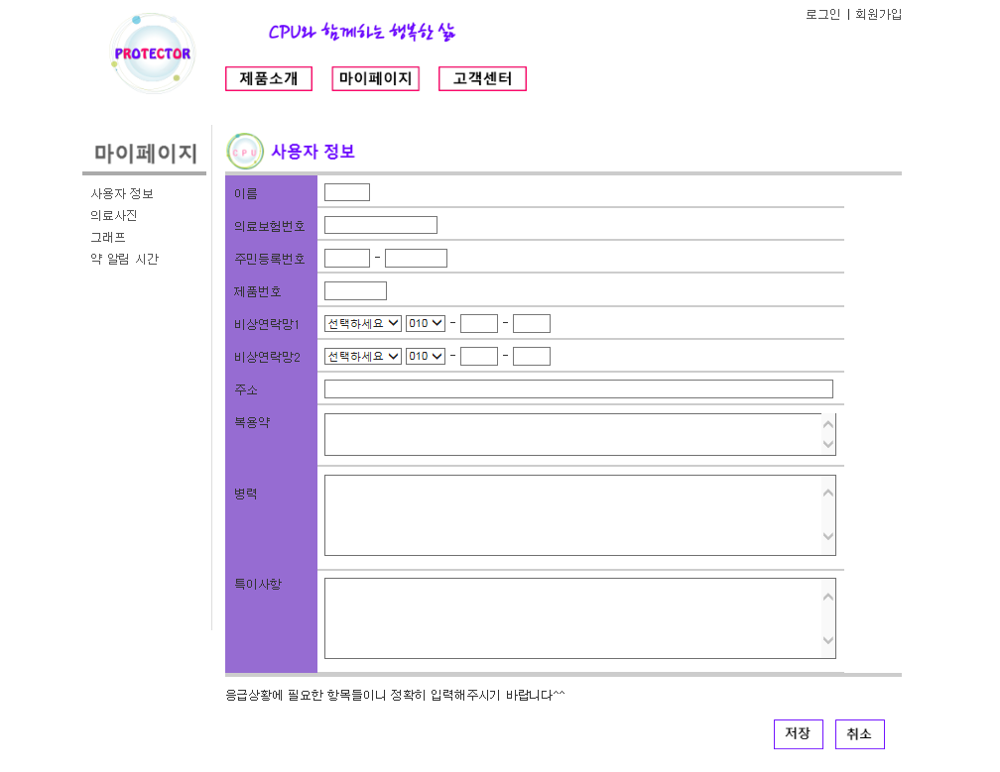 로그인 | 회원가입
PROTECTOR
CPU와 함께하는 행복한 삶
제품소개 마이페이지 고객센터
마이페이지
사용자 정보
의료사진
그래프
약 알림 시간
CPU 사용자 정보
이름
의료보험번호
주민등록번호 -
제품번호
비상연락망1 선택하세요 010 - -
비상연락망2 선택하세요 010 - -
주소
복용약
병력
특이사항
응급상황에 필요한 항목들이니 정확히 입력해주시기 바랍니다^^
저장 취소